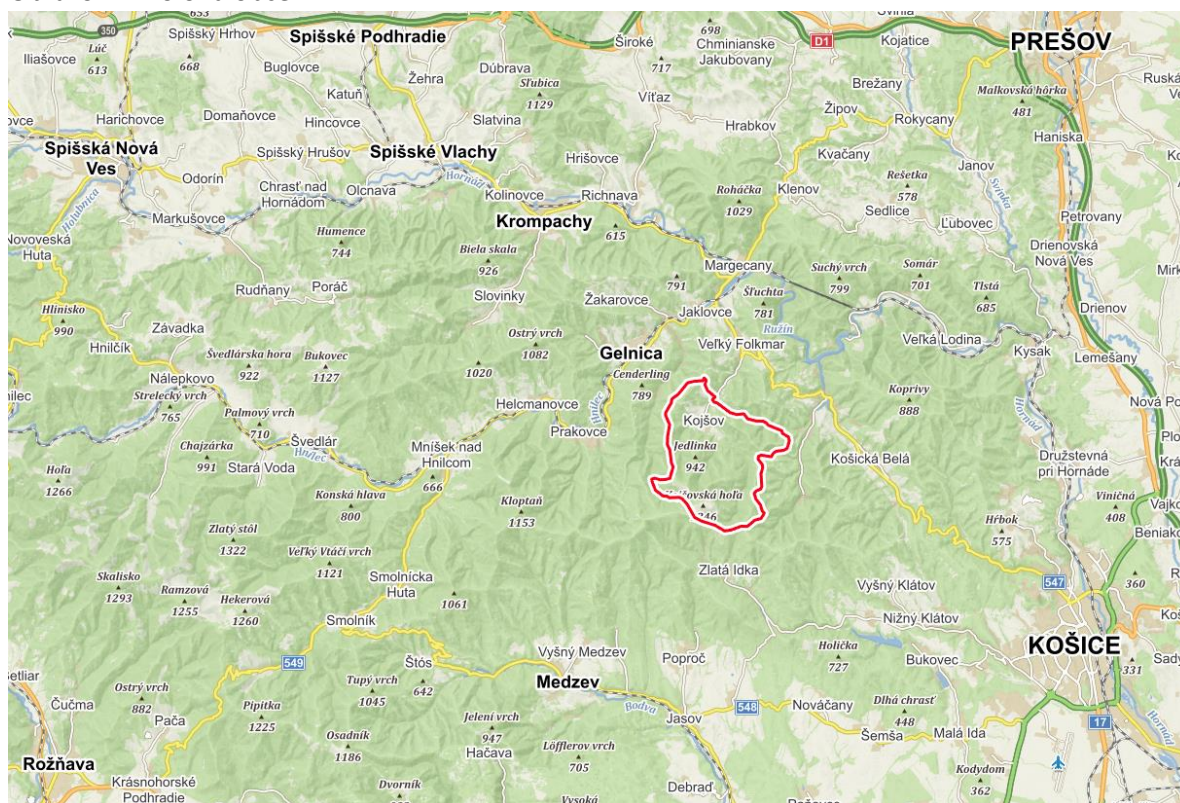 350
Lúč
613
Iliašovce
Spišský Hrhov
668
Buglovce
Spišské Podhradie
Žehra
Dúbrava
Široké
717
698
Chminianske
Jakubovany
D1
Kojatice
PREŠOV
Malkovská hôrka
481
Haniska
Harichovce
Domaňovce
Katuň
Hincovce
Sľubica
1129
Slatvina
Víťaz
Hrabkov
Žipov
Brežany
Rokycany
Kvačany
Janov
Svinka
Spišská Nová
Ves
Odorín
Spišský Hrušov
Spišské Vlachy
Hornád
Hrišovce
Chrasť nad
Hornádom
Olcnava
Kolinovce
Richnava
Roháčka
1029
Klenov
Rešetka
578
Sedlice
Ľubovec
Petrovany
Holubnica
Markušovce
Krompachy
Novoveská
Huta
Humence
744
Biela skala
926
615
Drienovská
Nová Ves
Margecany
Suchý vrch
799
Somár
701
Tlstá
685
Rudňany
Poráč
Slovinky
791
Žakarovce
Šľuchta
781
Jaklovce
Ružín
Drienov
Hlinisko
990
Závadka
Hnilčík
Ostrý vrch
1082
Gelnica
Veľký Folkmar
Veľká Lodina
Kysak
Lemešany
Švedlárska hora
922
Bukovec
1127
1020
Cenderling
789
Nálepkovo
Strelecký vrch
765
Helcmanovce
Hnilec
Koprivy
888
Hornád
Palmový vrch
710
Prakovce
Kojšov
Švedlár
Hnilec
Mníšek nad
Hnilcom
666
Jedlinka
942
Košická Belá
Družstevná
pri Hornáde
Chajzárka
991
Stará Voda
Hoľa
1266
Konská hlava
800
Kloptaň
1153
Viničná
408
Zlatý stôl
1322
Hŕbok
575
Veľký Vtáčí vrch
1121
Zlatá Idka
Skalisko
1293
Ramzová
1255
Hekerová
1260
Smolnícka
Huta
1061
Vyšný Klátov
547
360
Smolník
Nižný Klátov
549
Štós
642
Vyšný Medzev
Poproč
Holička
727
Bukovec
KOŠICE
331
Ostrý vrch
882
Čučma
Tupý vrch
1045
Medzev
Bodva
Pača
Pipítka
1225
Jelení vrch
947
Hačava
Jasov
548
Nováčany
Dlhá chrasť
448
Šemša
Malá Ida
17
Hornád
Osadník
1186
Löfflerov vrch
705
Rožňava
Krásnohorské
Podhradie
Dvorník
Debraď
Kodydom
362
Vysoká